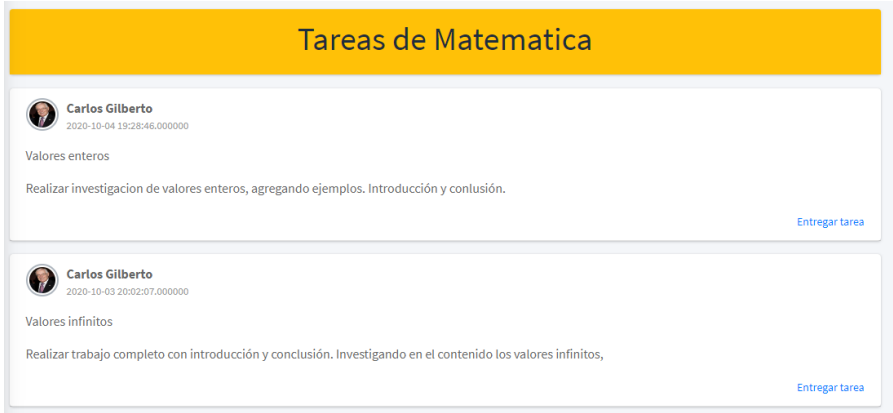 Tareas de Matematica
Carlos Gilberto
2020-10-04 19:28:46.000000
Valores enteros
Realizar investigacion de valores enteros, agregando ejemplos. Introducción y conlusión.
Entregar tarea
Carlos Gilberto
2020-10-03 20:02:07.000000
Valores infinitos
Realizar trabajo completo con introducción y conclusión. Investigando en el contenido los valores infinitos,
Entregar tarea